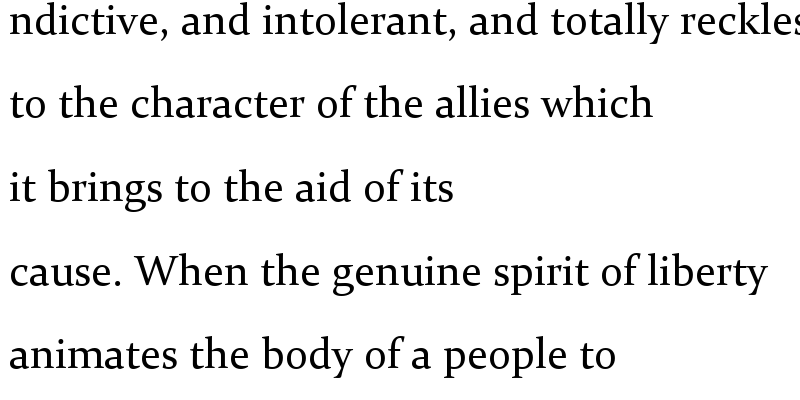 ndictive, and intolerant, and totally reckles
to the character of the allies which
it brings to the aid of its
cause. When the genuine spirit of liberty
animates the body of a people to